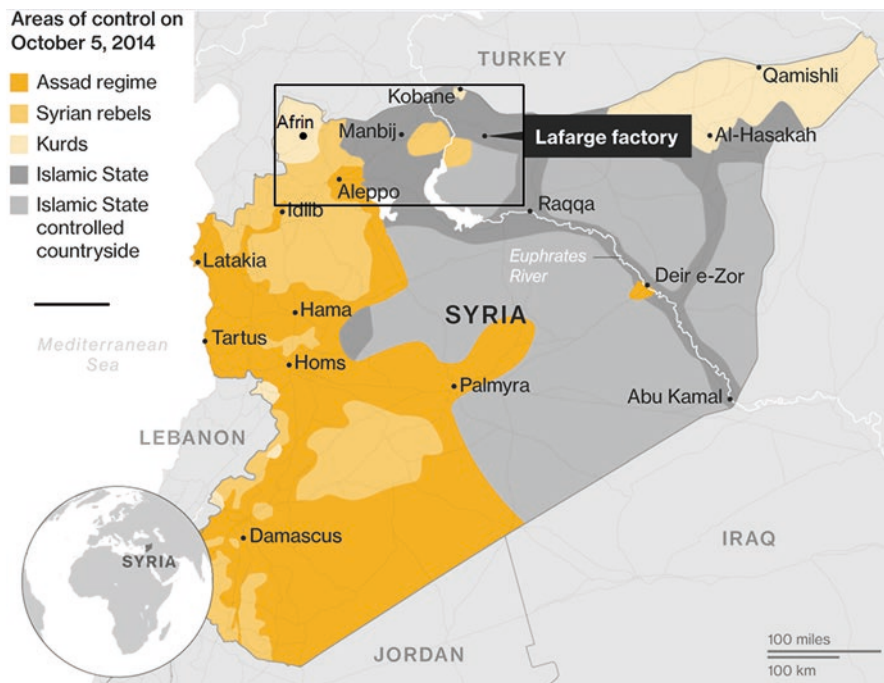 Areas of control on
October 5, 2014
Assad regime
Syrian rebels
Kurds
Islamic State
Islamic State
controlled
countryside
TURKEY
Qamishli
Kobane
Afrin
Manbij
Lafarge factory
Al-Hasakah
Aleppo
Idlib
Raqqa
Euphrates
River
Latakia
Deir e-Zor
Hama
SYRIA
Tartus
Mediterranean
Sea
Homs
Palmyra
Abu Kamal
LEBANON
Damascus
IRAQ
SYRIA
JORDAN
100 miles
100 km